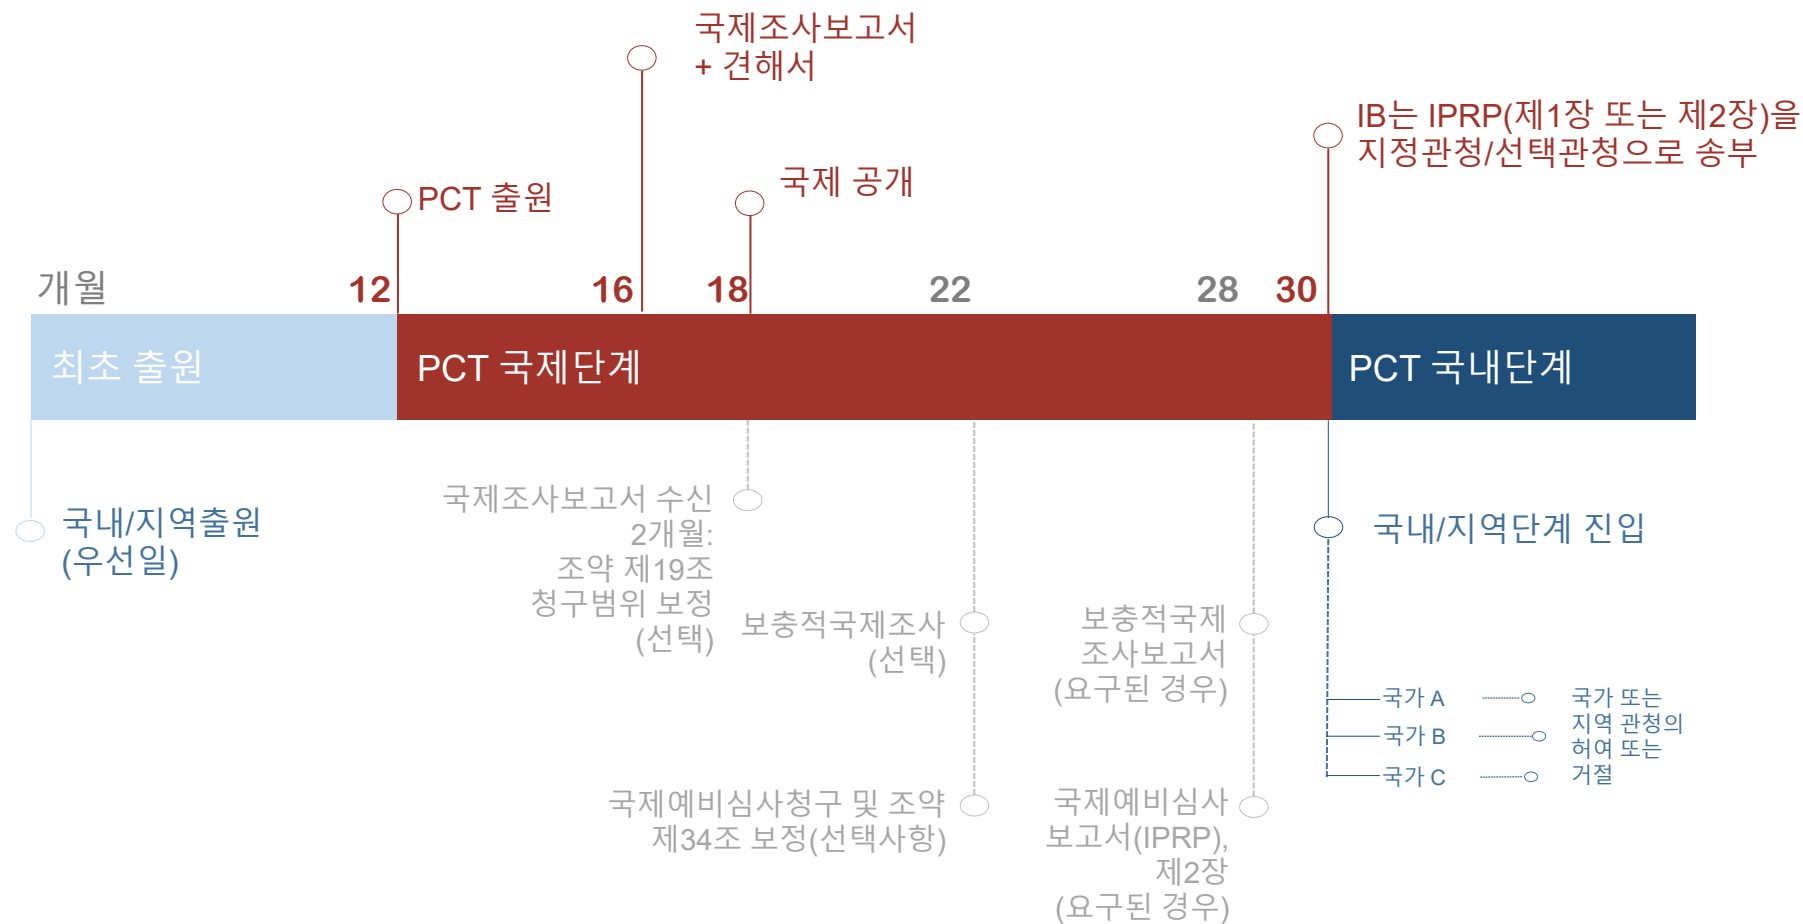 국제조사보고서
+ 견해서
IB는 IPRP(제1장 또는 제2장)을
지정관청/선택관청으로 송부
국제 공개
PCT 출원
개월 12 16 18 22 28 30
최초 출원 PCT 국제단계 PCT 국내단계
국내/지역출원
(우선일)
국제조사보고서 수신
2개월:
조약 제19조
청구범위 보정
(선택)
보충적국제조사
(선택)
국제예비심사청구 및 조약
제34조 보정(선택사항)
보충적국제
조사보고서
(요구된 경우)
국제예비심사
보고서(IPRP),
제2장
(요구된 경우)
국내/지역단계 진입
국가 A
국가 B
국가 C
국가 또는
지역 관청의
허여 또는
거절